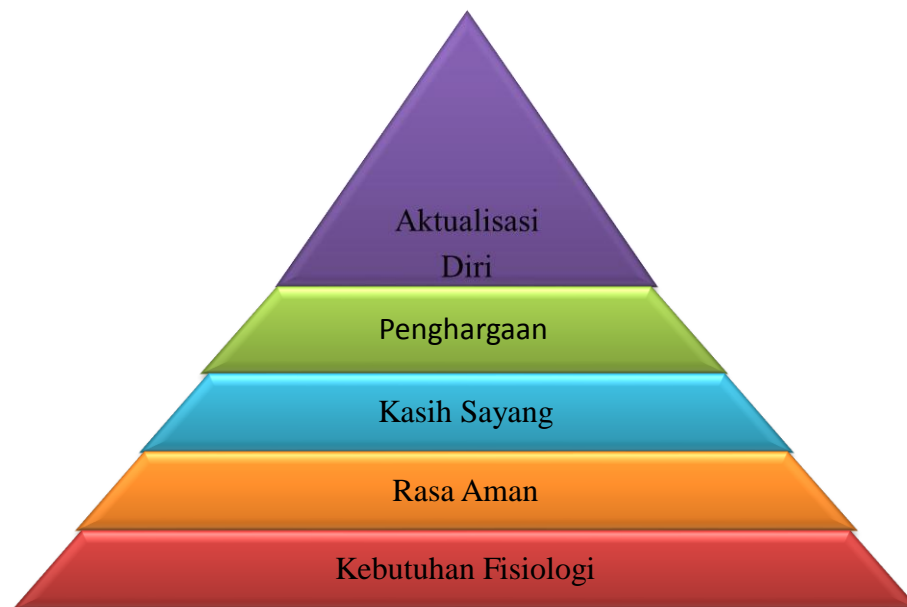 Aktualisasi
Diri
Penghargaan
Kasih Sayang
Rasa Aman
Kebutuhan Fisiologi